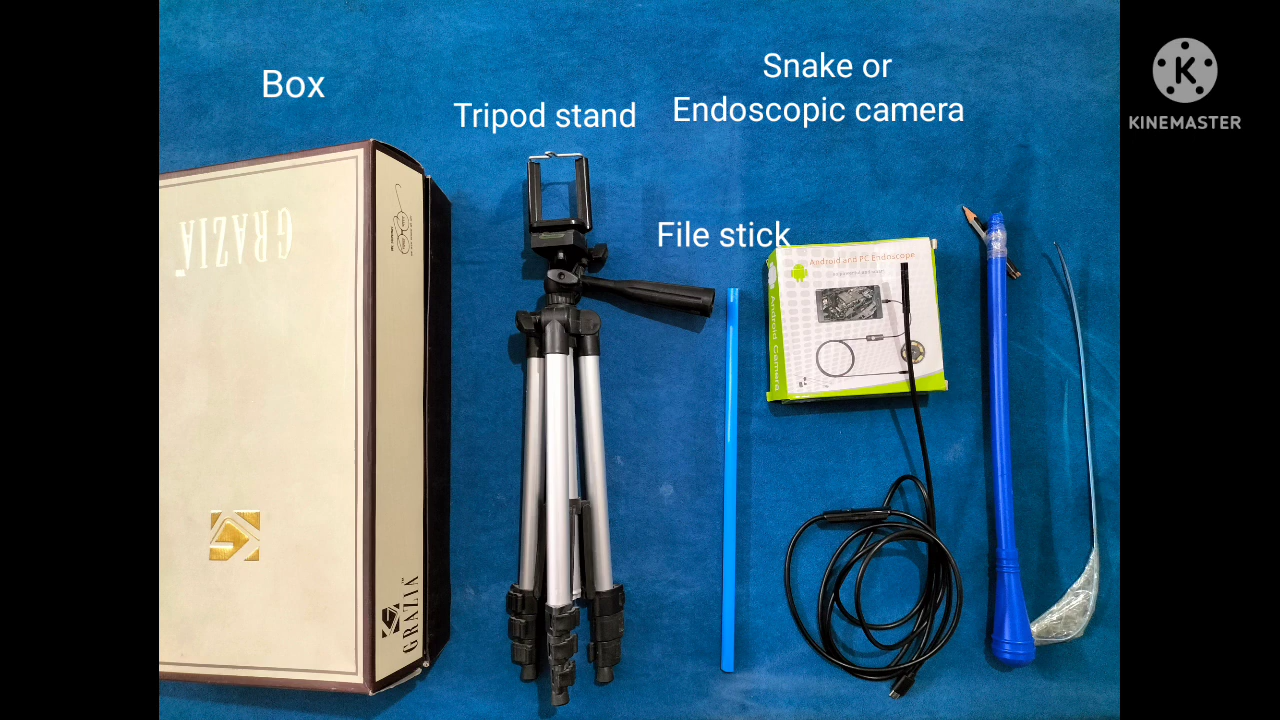 Box
Tripod stand
Snake or
Endoscopic camera
File stick
KINEMASTER
GRAZIA
Android and PC Endoscope
Android Camera
GRAZIA